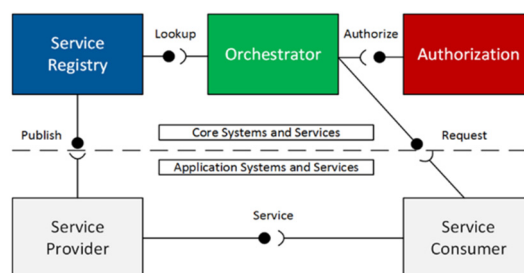 Service
Registry
Lookup
Orchestrator
Authorize
Authorization
Publish
Core Systems and Services
Request
Application Systems and Services
Service
Provider
Service
Service
Consumer